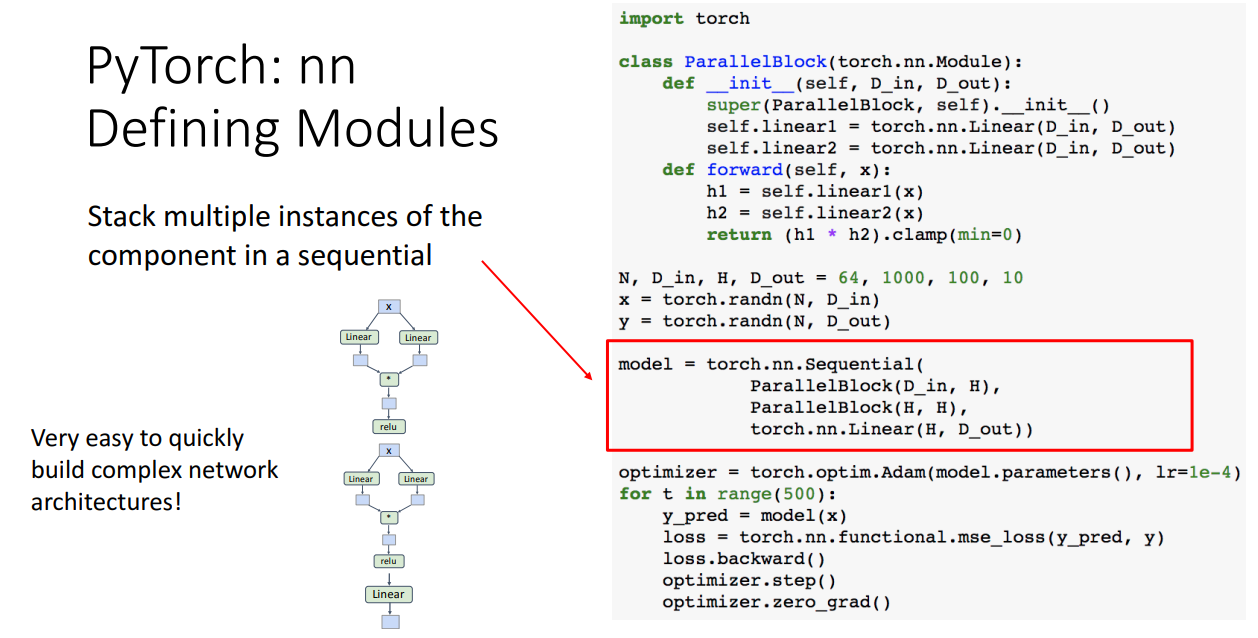 PyTorch: nn
Defining Modules
Stack multiple instances of the
component in a sequential
x
Linear
Linear
*
relu
x
Linear
Linear
*
relu
Linear
Very easy to quickly
build complex network
architectures!
import torch
class ParallelBlock(torch.nn.Module):
    def __init__(self, D_in, D_out):
        super(ParallelBlock, self).__init__()
        self.linear1 = torch.nn.Linear(D_in, D_out)
        self.linear2 = torch.nn.Linear(D_in, D_out)
    def forward(self, x):
        h1 = self.linear1(x)
        h2 = self.linear2(x)
        return (h1 * h2).clamp(min=0)
N, D_in, H, D_out = 64, 1000, 100, 10
x = torch.randn(N, D_in)
y = torch.randn(N, D_out)
model = torch.nn.Sequential(
            ParallelBlock(D_in, H),
            ParallelBlock(H, H),
            torch.nn.Linear(H, D_out))
optimizer = torch.optim.Adam(model.parameters(), lr=1e-4)
for t in range(500):
    y_pred = model(x)
    loss = torch.nn.functional.mse_loss(y_pred, y)
    loss.backward()
    optimizer.step()
    optimizer.zero_grad()